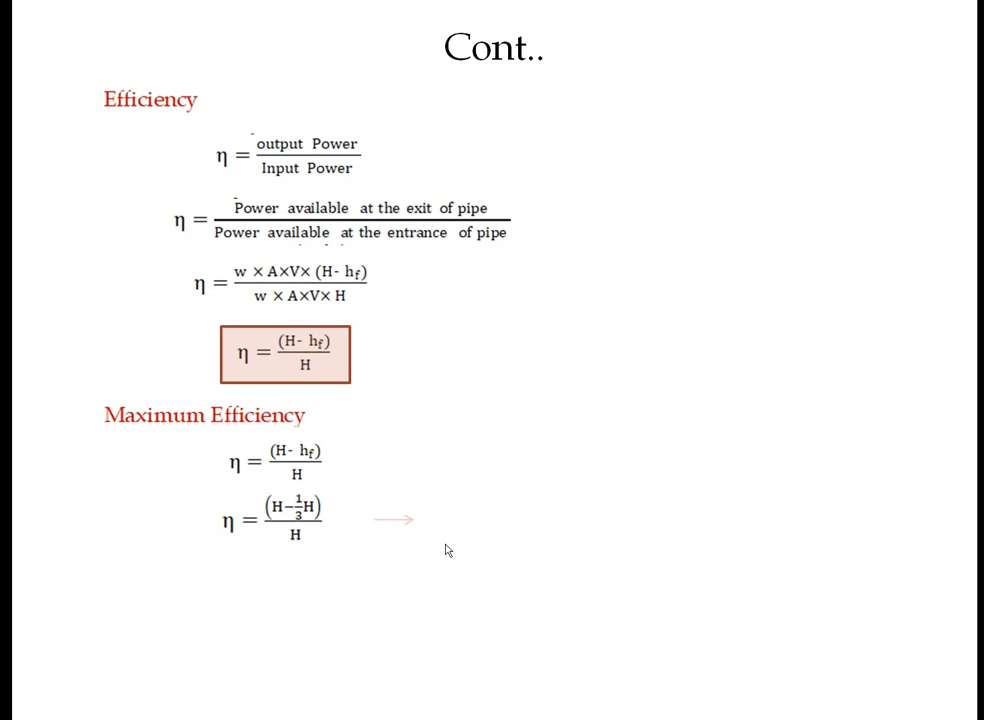 Cont..
Efficiency
η = output Power / Input Power
η = Power available at the exit of pipe / Power available at the entrance of pipe
η = w × A×V× (H- hf) / w × A×V× H
η = (H- hf) / H
Maximum Efficiency
η = (H- hf) / H
η = (H−1/3H) / H